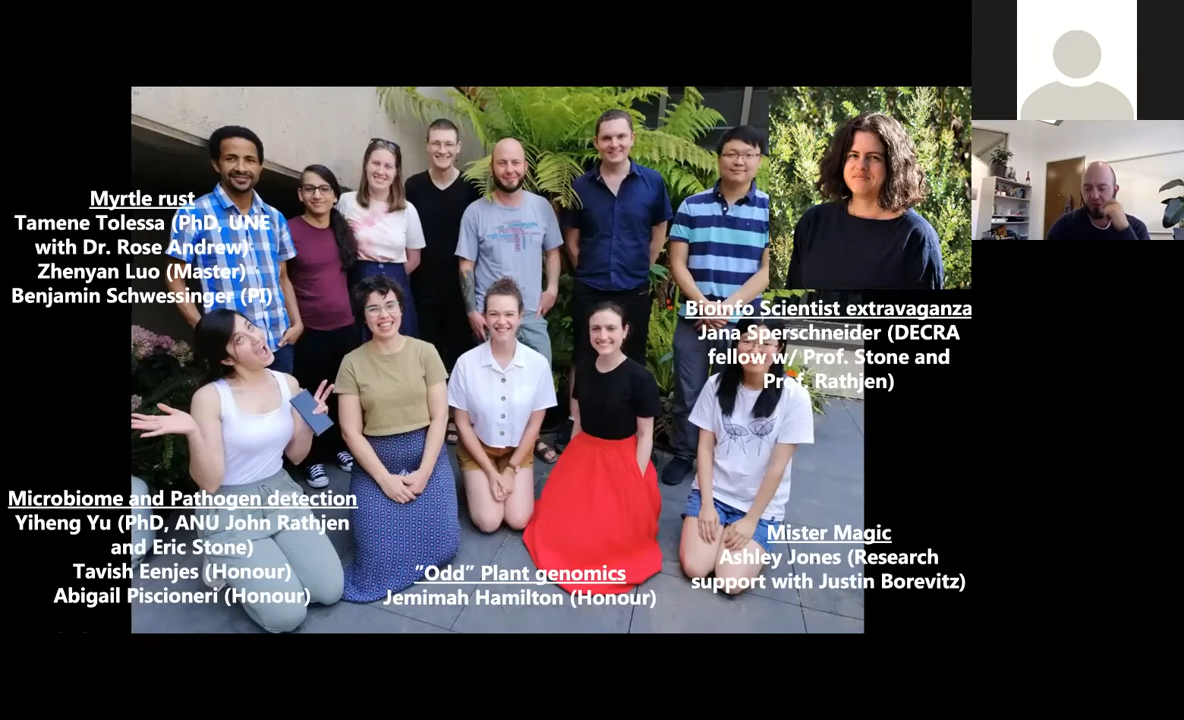 Myrtle rust
Tamene Tolessa (PhD, UNE
with Dr. Rose Andrew)
Zhenyan Luo (Master)
Benjamin Schwessinger (PI)
Bioinfo Scientist extravaganza
Jana Sperschneider (DECRA
fellow w/ Prof. Stone and
Prof. Rathjen)
Microbiome and Pathogen detection
Yiheng Yu (PhD, ANU John Rathjen
and Eric Stone)
Tavish Eenjes (Honour)
Abigail Piscioneri (Honour)
”Odd” Plant genomics
Jemimah Hamilton (Honour)
Mister Magic
Ashley Jones (Research
support with Justin Borevitz)